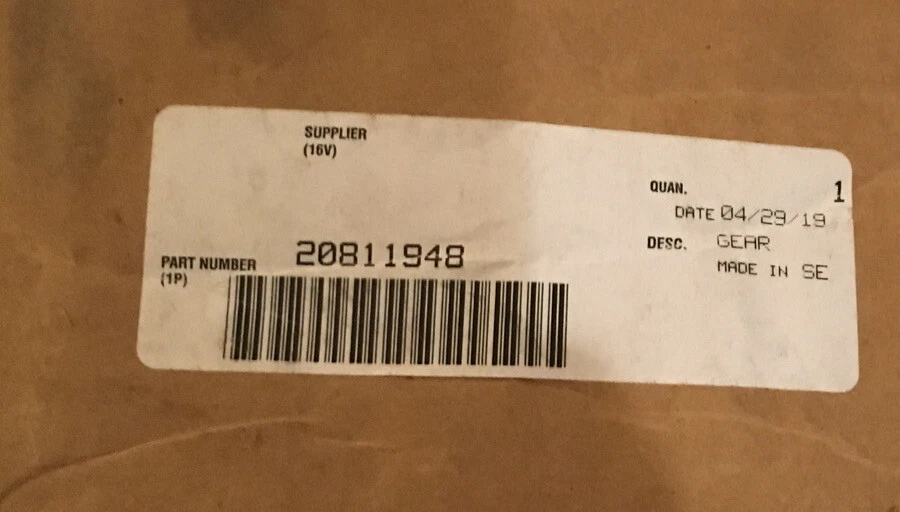 SUPPLIER
(16V)
QUAN. 1
DATE 04/29/19
DESC. GEAR
MADE IN SE
PART NUMBER 20811948
(1P)